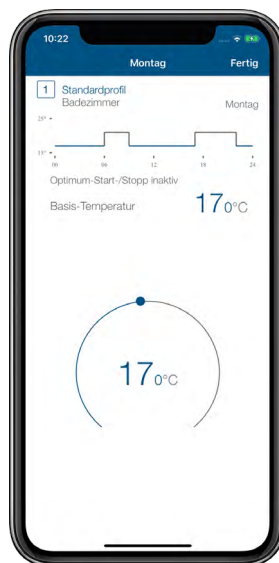 10:22
Montag Fertig
1 Standardprofil
Badezimmer Montag
25°
15°
00 06 12 18 24
Optimum-Start-/Stopp inaktiv
Basis-Temperatur 17 0°C
17 0°C